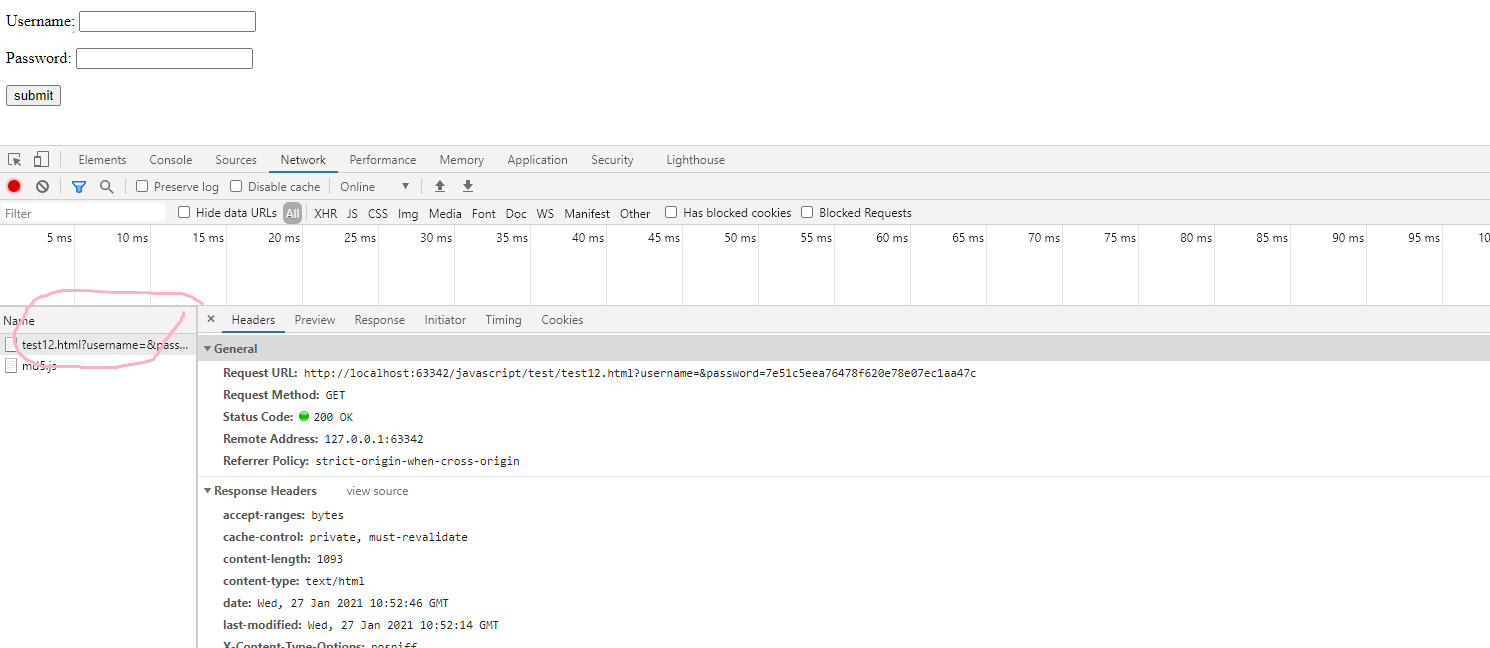 Username:
Password:
submit
Elements Console Sources Network Performance Memory Application Security Lighthouse
Preserve log Disable cache Online
Filter Hide data URLs All XHR JS CSS Img Media Font Doc WS Manifest Other Has blocked cookies Blocked Requests
5 ms 10 ms 15 ms 20 ms 25 ms 30 ms 35 ms 40 ms 45 ms 50 ms 55 ms 60 ms 65 ms 70 ms 75 ms 80 ms 85 ms 90 ms 95 ms 10
Name
test12.html?username=&pass...
md5.js
× Headers Preview Response Initiator Timing Cookies
General
Request URL: http://localhost:63342/javascript/test/test12.html?username=&password=7e51c5eea76478f620e78e07ec1aa47c
Request Method: GET
Status Code: 200 OK
Remote Address: 127.0.0.1:63342
Referrer Policy: strict-origin-when-cross-origin
Response Headers view source
accept-ranges: bytes
cache-control: private, must-revalidate
content-length: 1093
content-type: text/html
date: Wed, 27 Jan 2021 10:52:46 GMT
last-modified: Wed, 27 Jan 2021 10:52:14 GMT
X-Content-Type-Options: nosniff